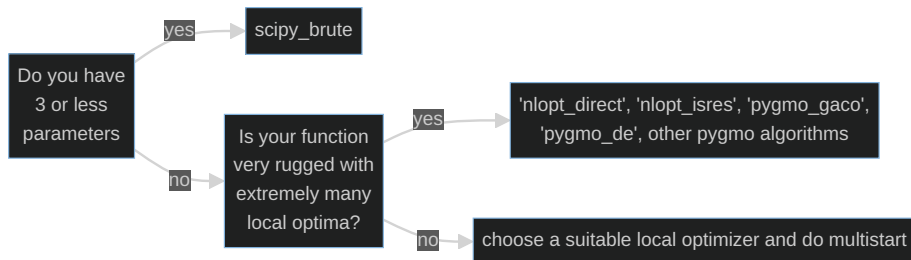 Do you have
3 or less
parameters
yes
scipy_brute
no
Is your function
very rugged with
extremely many
local optima?
yes
'nlopt_direct', 'nlopt_isres', 'pygmo_gaco',
'pygmo_de', other pygmo algorithms
no
choose a suitable local optimizer and do multistart